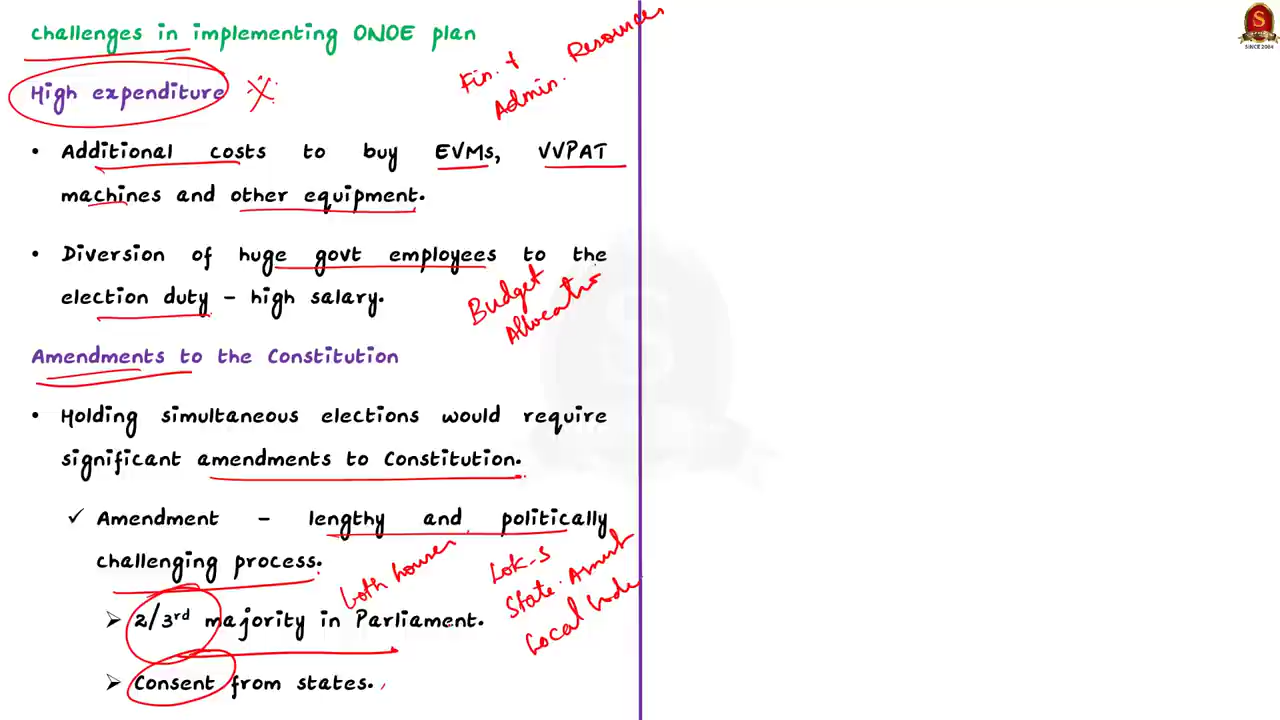 challenges in implementing ONOE plan
High expenditure
Fin. +
Admin. Resources
• Additional costs to buy EVMs, VVPAT
machines and other equipment.
• Diversion of huge govt employees to the
election duty - high salary.
Budget
Allocation
Amendments to the Constitution
• Holding simultaneous elections would require
significant amendments to Constitution.
✓ Amendment - lengthy and politically
challenging process.
both houses
Lok-S
State.
Local
➤ 2/3rd majority in Parliament.
➤ Consent from states.
S
SINCE 2004